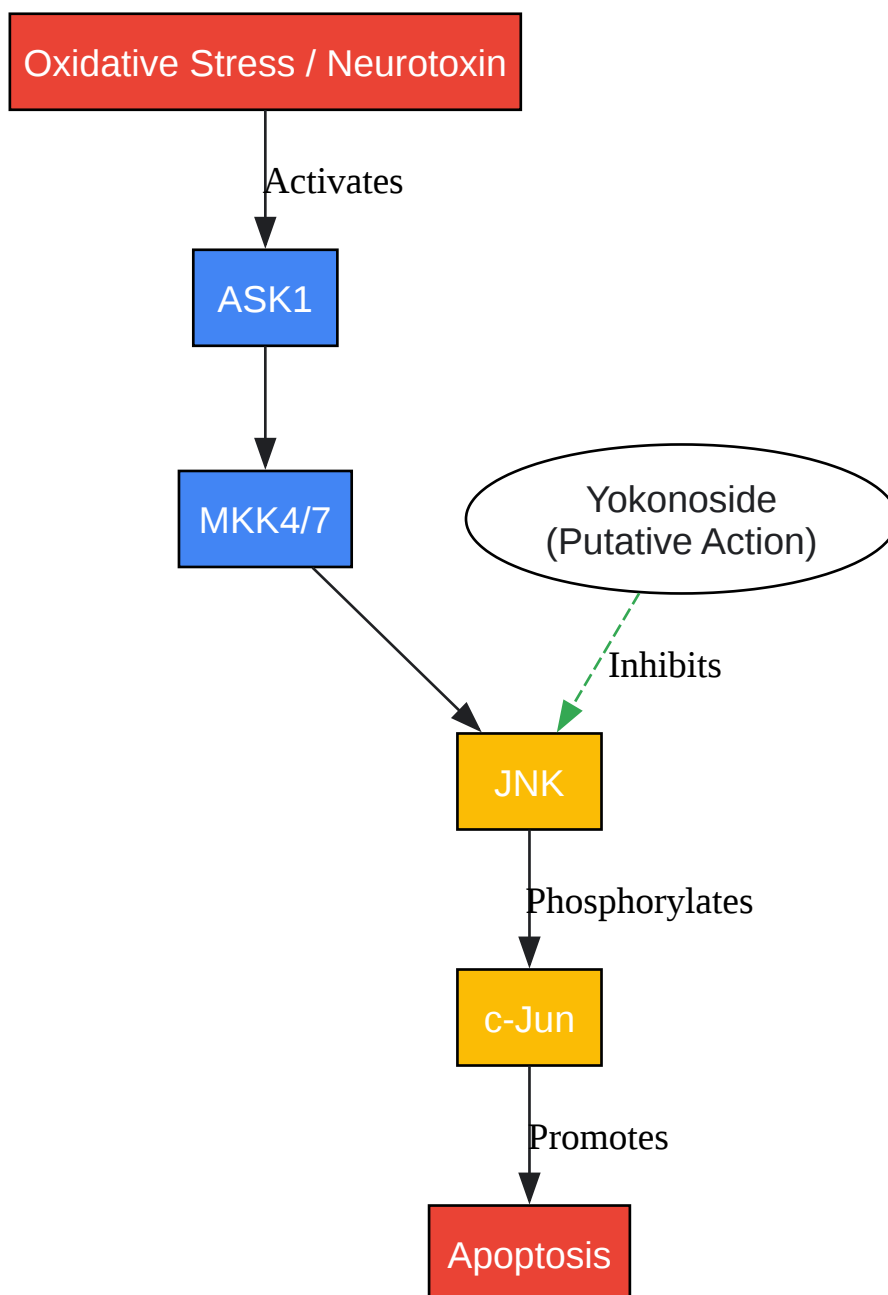 Oxidative Stress / Neurotoxin
Activates
ASK1
MKK4/7
Yokonoside
(Putative Action)
Inhibits
JNK
Phosphorylates
c-Jun
Promotes
Apoptosis